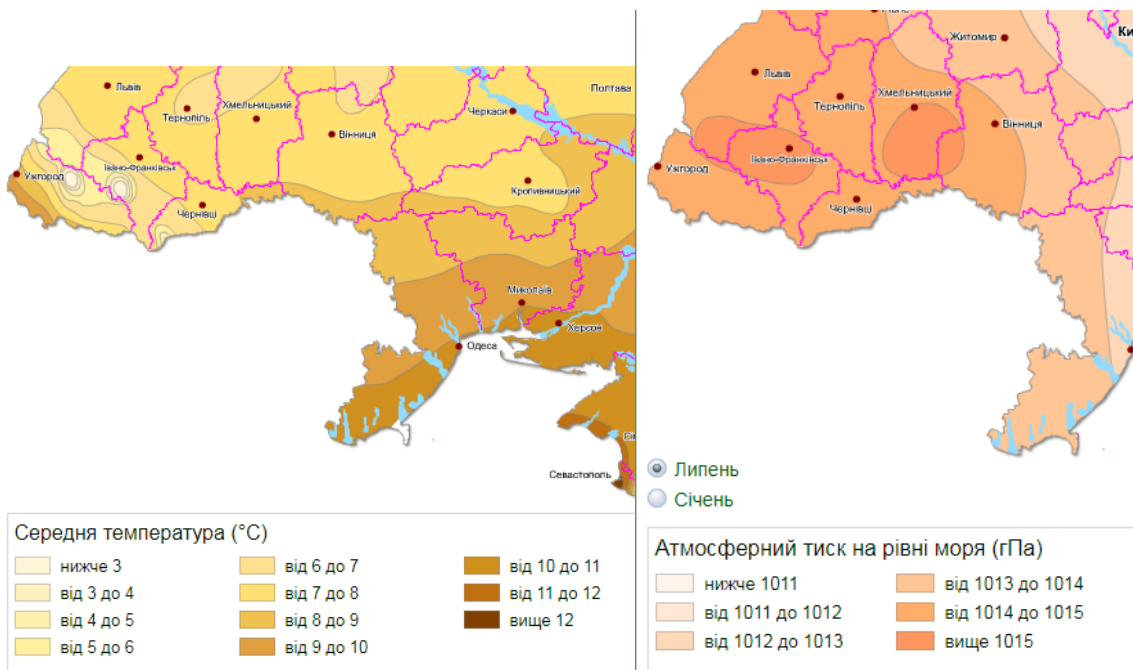 Львів
Тернопіль
Хмельницький
Вінниця
Черкаси
Полтава
Ужгород
Івано-Франківськ
Чернівці
Кропивницький
Миколаїв
Херсон
Одеса
Севастополь
Середня температура (°C)
нижче 3
від 3 до 4
від 4 до 5
від 5 до 6
від 6 до 7
від 7 до 8
від 8 до 9
від 9 до 10
від 10 до 11
від 11 до 12
вище 12
Житомир
Ки
Львів
Тернопіль
Хмельницький
Вінниця
Ужгород
Івано-Франківськ
Чернівці
Липень
Січень
Атмосферний тиск на рівні моря (гПа)
нижче 1011
від 1011 до 1012
від 1012 до 1013
від 1013 до 1014
від 1014 до 1015
вище 1015